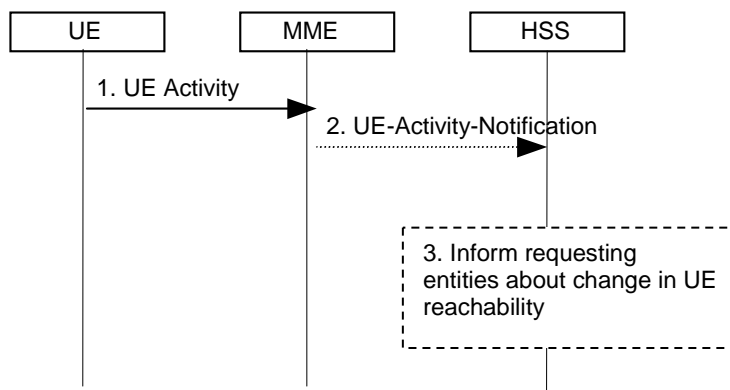 UE
MME
HSS
1. UE Activity
2. UE-Activity-Notification
3. Inform requesting
entities about change in UE
reachability